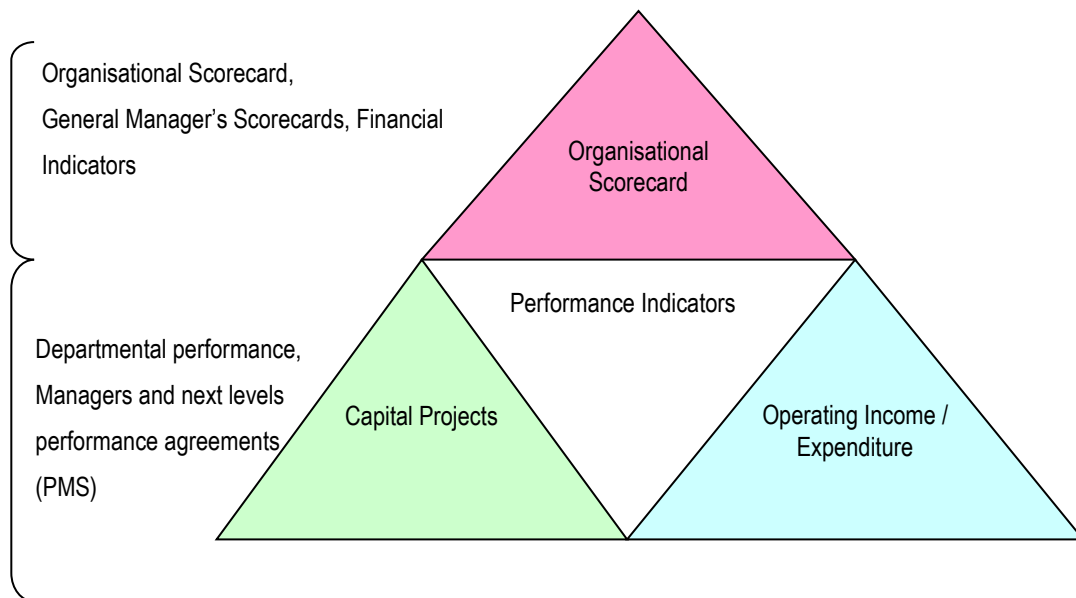 Organisational Scorecard,
General Manager’s Scorecards, Financial
Indicators
Organisational
Scorecard
Performance Indicators
Departmental performance,
Managers and next levels
performance agreements
(PMS)
Capital Projects
Operating Income /
Expenditure